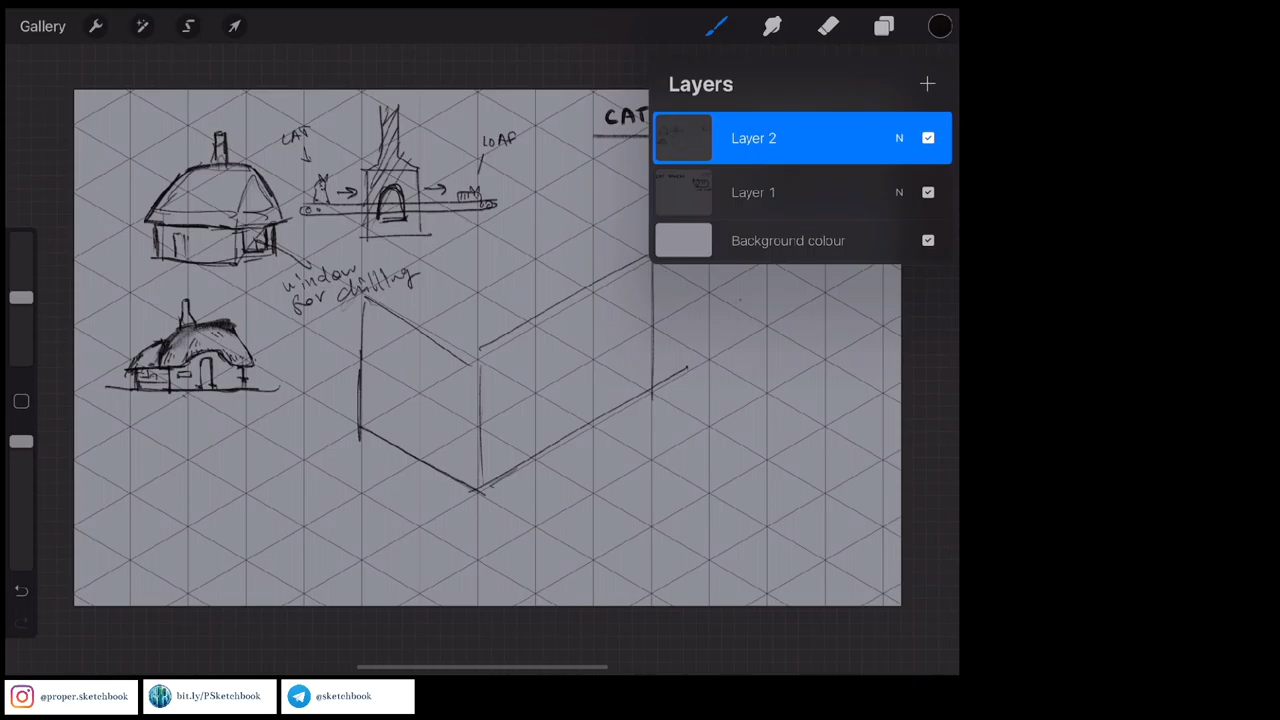 Gallery
Layers
Layer 2
N
Layer 1
N
Background colour
CAT
CAT
LOAF
window
for chilling
@proper.sketchbook
bit.ly/PSketchbook
@sketchbook